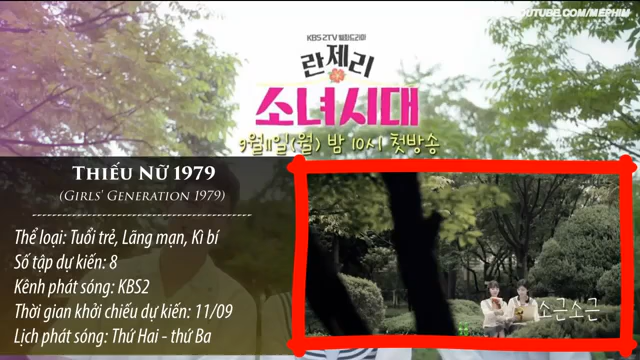 YOUTUBE.COM/MEPHIM
KBS 2TV 월화드라마
란제리
소녀시대
9월11일(월) 밤 10시 첫방송
THIẾU NỮ 1979
(GIRLS' GENERATION 1979)
Thể loại: Tuổi trẻ, Lãng mạn, Kì bí
Số tập dự kiến: 8
Kênh phát sóng: KBS2
Thời gian khởi chiếu dự kiến: 11/09
Lịch phát sóng: Thứ Hai - thứ Ba
소근소근